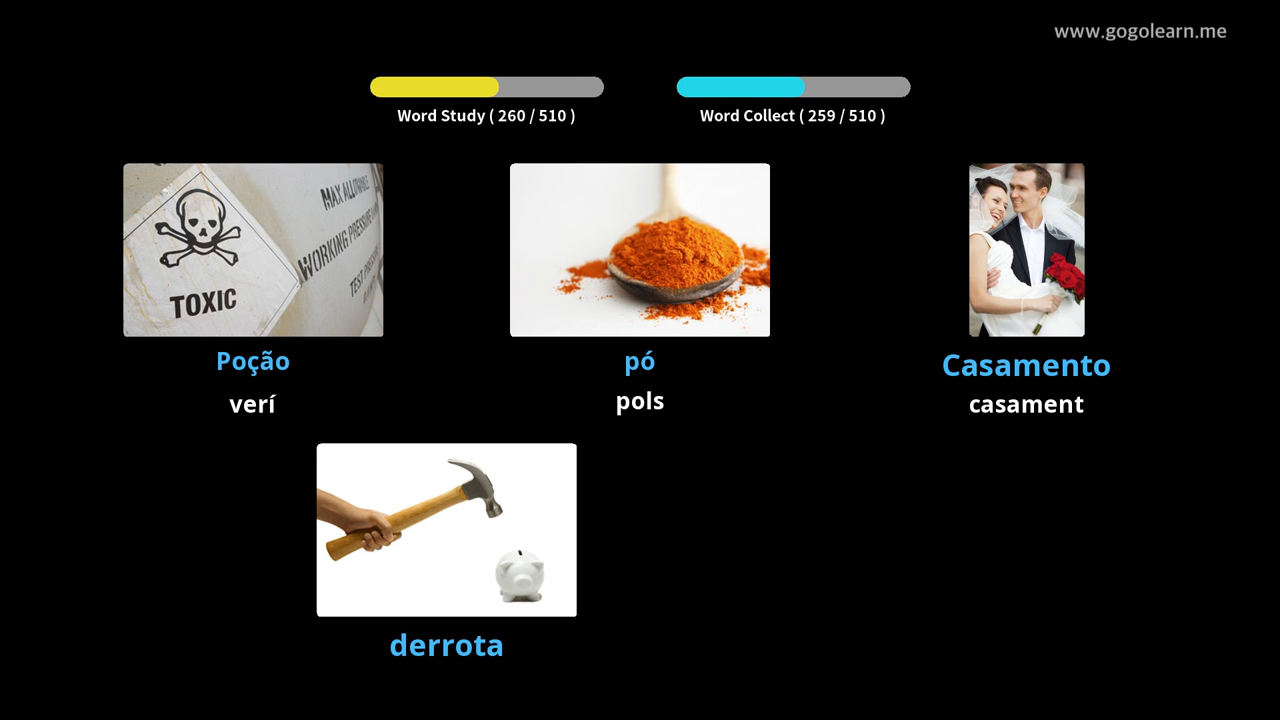 www.gogolearn.me
Word Study ( 260 / 510 )
Word Collect ( 259 / 510 )
TOXIC
MAX ALLOWABLE
WORKING PRESSURE
TEST PRESS
Poção
verí
pó
pols
Casamento
casament
derrota